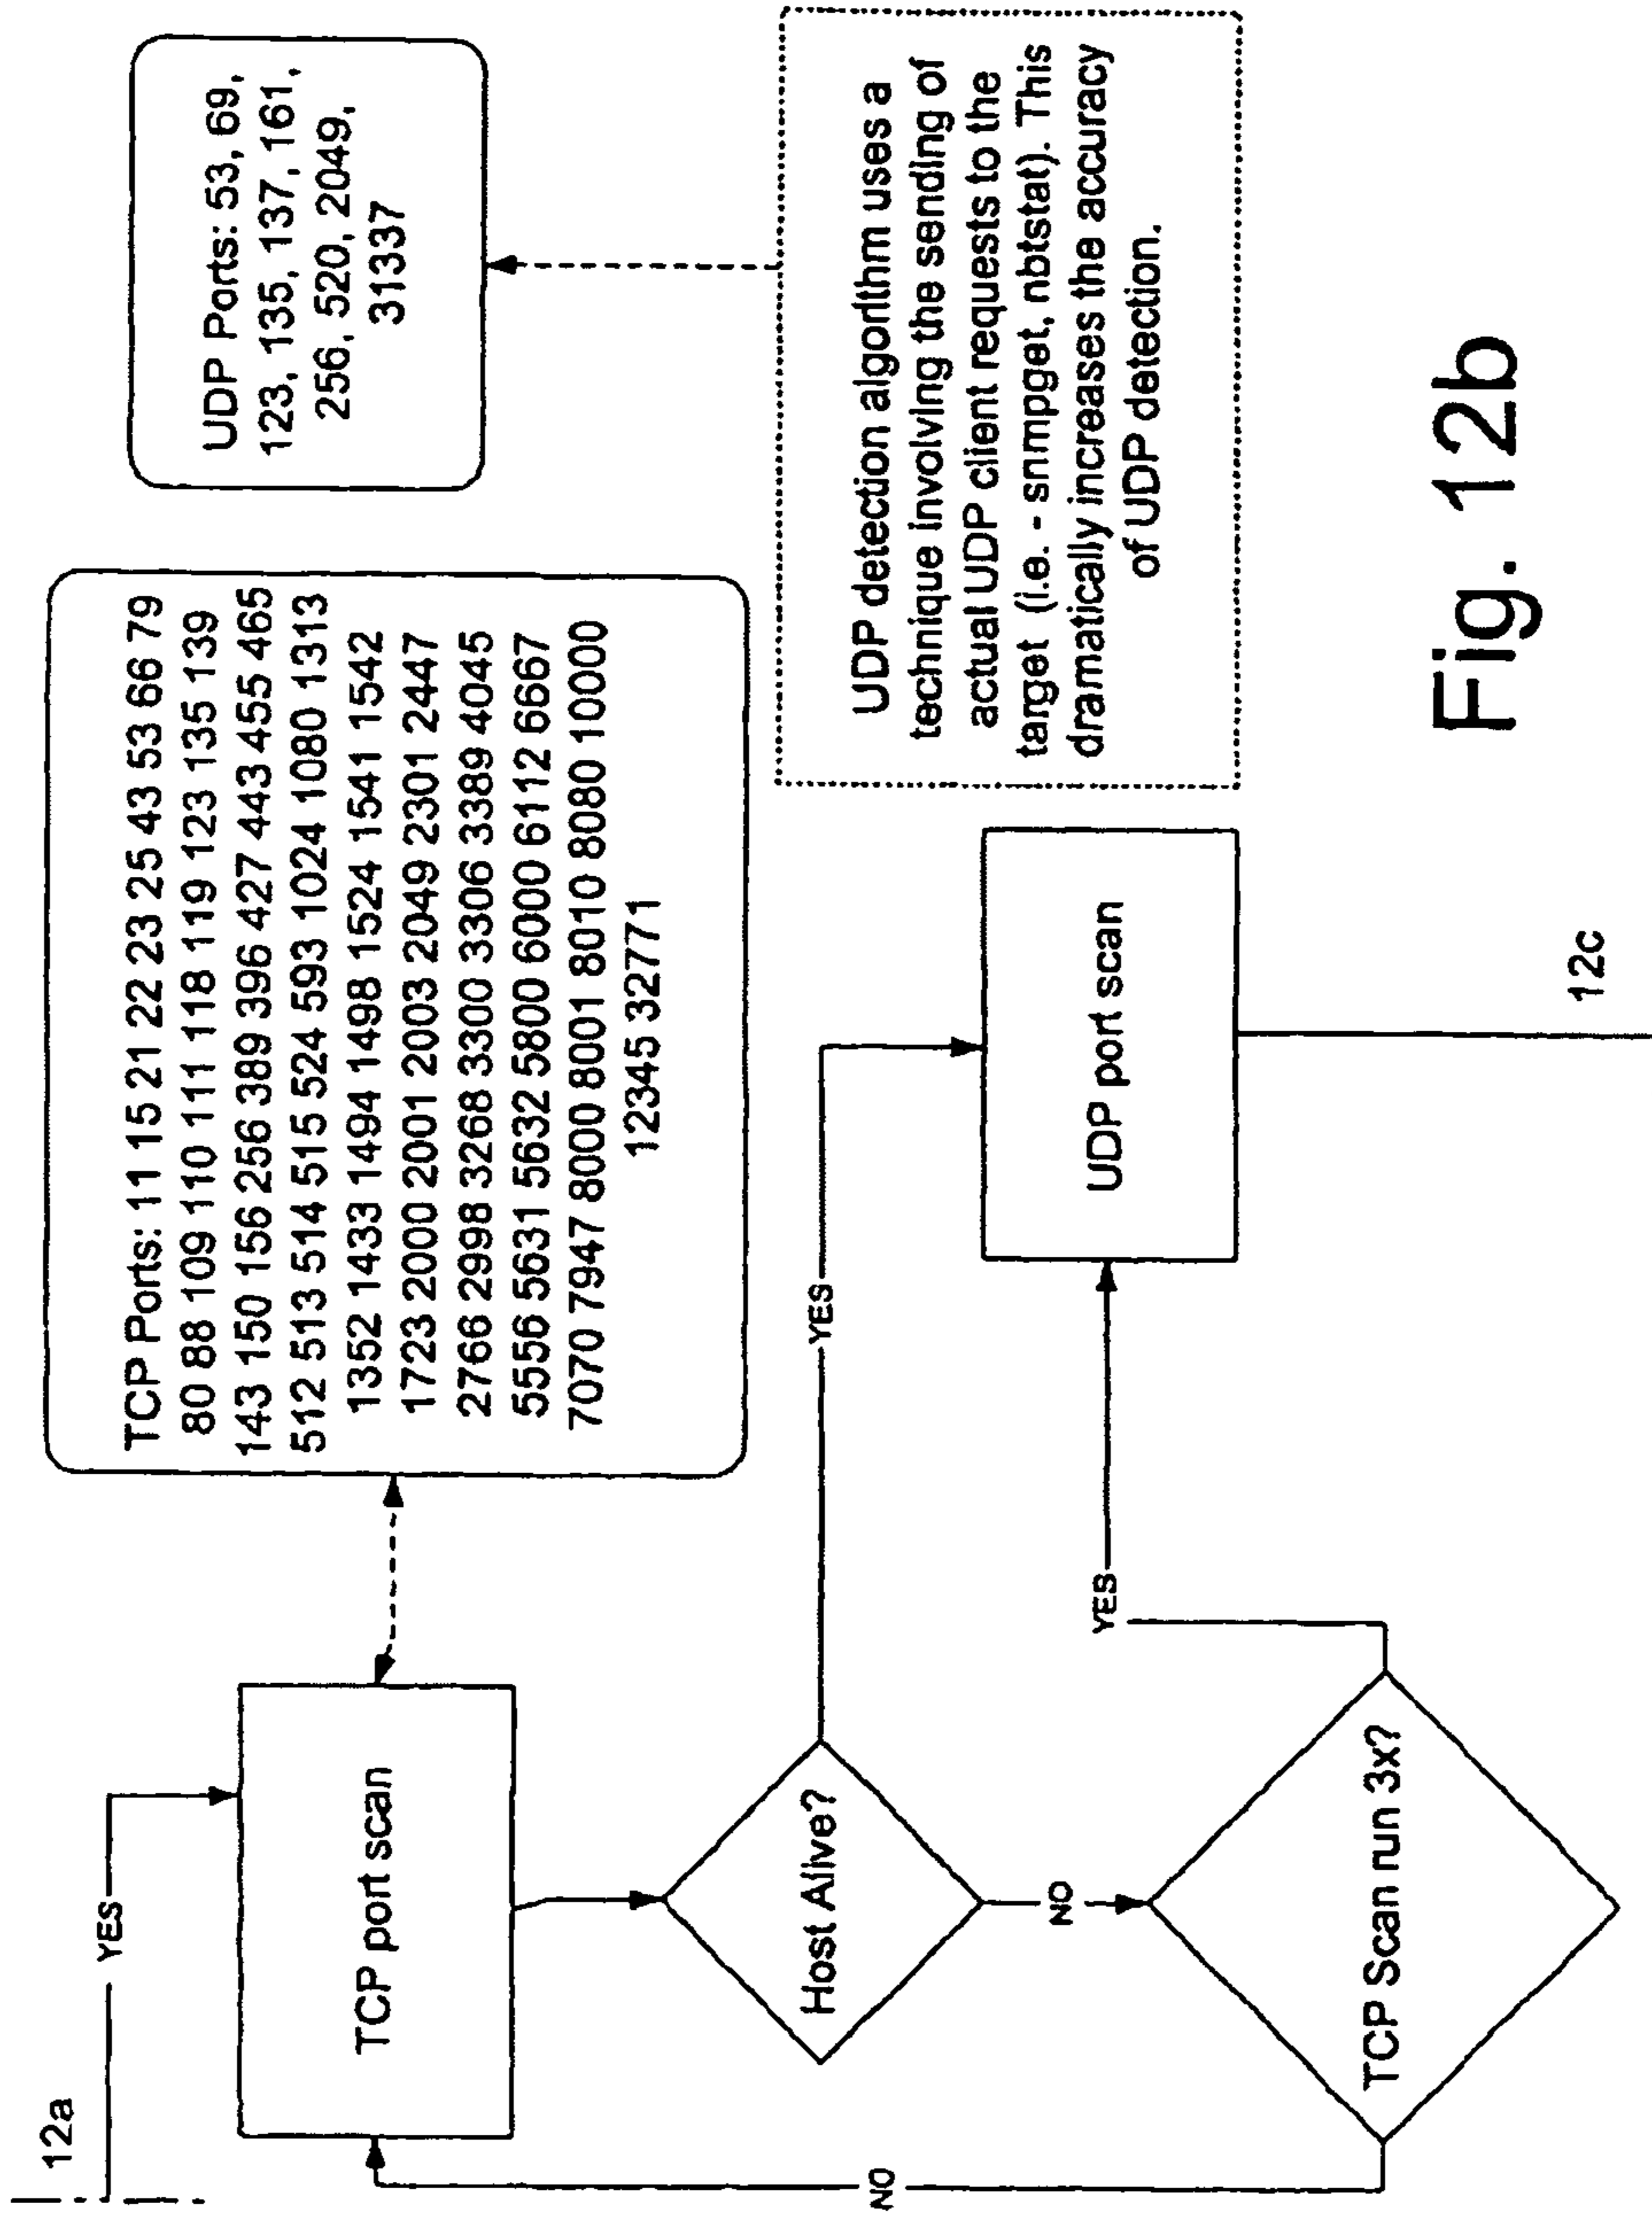 12a
YES
TCP port scan
TCP Ports: 11 15 21 22 23 25 43 53 66 79
80 88 109 110 111 118 119 123 135 139
143 150 156 256 389 396 427 443 455 465
512 513 514 515 524 593 1024 1080 1313
1352 1433 1494 1498 1524 1541 1542
1723 2000 2001 2003 2049 2301 2447
2766 2998 3268 3300 3306 3389 4045
5556 5631 5632 5800 6000 6112 6667
7070 7947 8000 8001 8010 8080 10000
12345 32771
UDP Ports: 53, 69,
123, 135, 137, 161,
256, 520, 2049,
31337
Host Alive?
YES
NO
TCP Scan run 3x?
YES
NO
UDP port scan
UDP detection algorithm uses a
technique involving the sending of
actual UDP client requests to the
target (i.e. - snmpget, nbtstat). This
dramatically increases the accuracy
of UDP detection.
12c
Fig. 12b